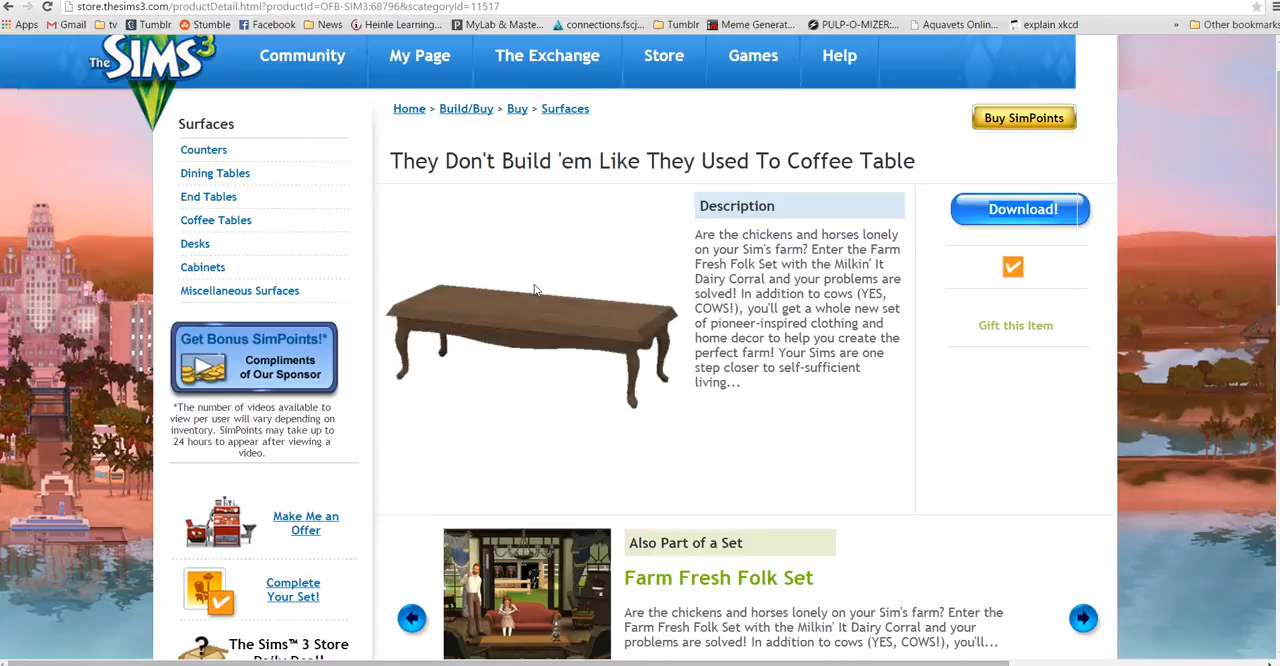 store.thesims3.com/productDetail.html?productId=OFB-SIM3:68796&scategoryId=11517
Apps Gmail tv Tumblr Stumble Facebook News Heinle Learning... MyLab & Maste... connections.fscj... Tumblr Meme Generat... PULP-O-MIZER:... Aquavets Onlin... explain xkcd » Other bookmarks
The SIMS 3
Community My Page The Exchange Store Games Help
Home > Build/Buy > Buy > Surfaces
Buy SimPoints
Surfaces
Counters
Dining Tables
End Tables
Coffee Tables
Desks
Cabinets
Miscellaneous Surfaces
Get Bonus SimPoints!*
Compliments
of Our Sponsor
*The number of videos available to
view per user will vary depending on
inventory. SimPoints may take up to
24 hours to appear after viewing a
video.
Make Me an
Offer
Complete
Your Set!
The Sims™ 3 Store
Daily Deal!
They Don't Build 'em Like They Used To Coffee Table
Description
Are the chickens and horses lonely
on your Sim's farm? Enter the Farm
Fresh Folk Set with the Milkin' It
Dairy Corral and your problems are
solved! In addition to cows (YES,
COWS!), you'll get a whole new set
of pioneer-inspired clothing and
home decor to help you create the
perfect farm! Your Sims are one
step closer to self-sufficient
living...
Download!
Gift this Item
Also Part of a Set
Farm Fresh Folk Set
Are the chickens and horses lonely on your Sim's farm? Enter the
Farm Fresh Folk Set with the Milkin' It Dairy Corral and your
problems are solved! In addition to cows (YES, COWS!), you'll...